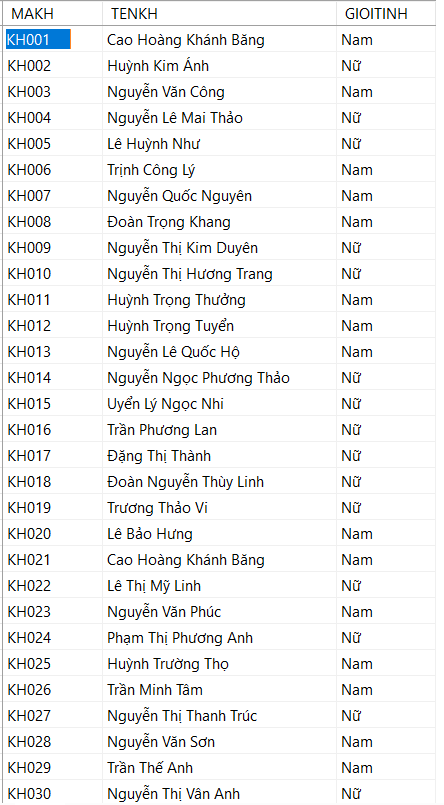 MAKH TENKH GIOITINH
KH001 Cao Hoàng Khánh Băng Nam
KH002 Huỳnh Kim Ánh Nữ
KH003 Nguyễn Văn Công Nam
KH004 Nguyễn Lê Mai Thảo Nữ
KH005 Lê Huỳnh Như Nữ
KH006 Trịnh Công Lý Nam
KH007 Nguyễn Quốc Nguyên Nam
KH008 Đoàn Trọng Khang Nam
KH009 Nguyễn Thị Kim Duyên Nữ
KH010 Nguyễn Thị Hương Trang Nữ
KH011 Huỳnh Trọng Thưởng Nam
KH012 Huỳnh Trọng Tuyển Nam
KH013 Nguyễn Lê Quốc Hộ Nam
KH014 Nguyễn Ngọc Phương Thảo Nữ
KH015 Uyển Lý Ngọc Nhi Nữ
KH016 Trần Phương Lan Nữ
KH017 Đặng Thị Thành Nữ
KH018 Đoàn Nguyễn Thùy Linh Nữ
KH019 Trương Thảo Vi Nữ
KH020 Lê Bảo Hưng Nam
KH021 Cao Hoàng Khánh Băng Nam
KH022 Lê Thị Mỹ Linh Nữ
KH023 Nguyễn Văn Phúc Nam
KH024 Phạm Thị Phương Anh Nữ
KH025 Huỳnh Trường Thọ Nam
KH026 Trần Minh Tâm Nam
KH027 Nguyễn Thị Thanh Trúc Nữ
KH028 Nguyễn Văn Sơn Nam
KH029 Trần Thế Anh Nam
KH030 Nguyễn Thị Vân Anh Nữ